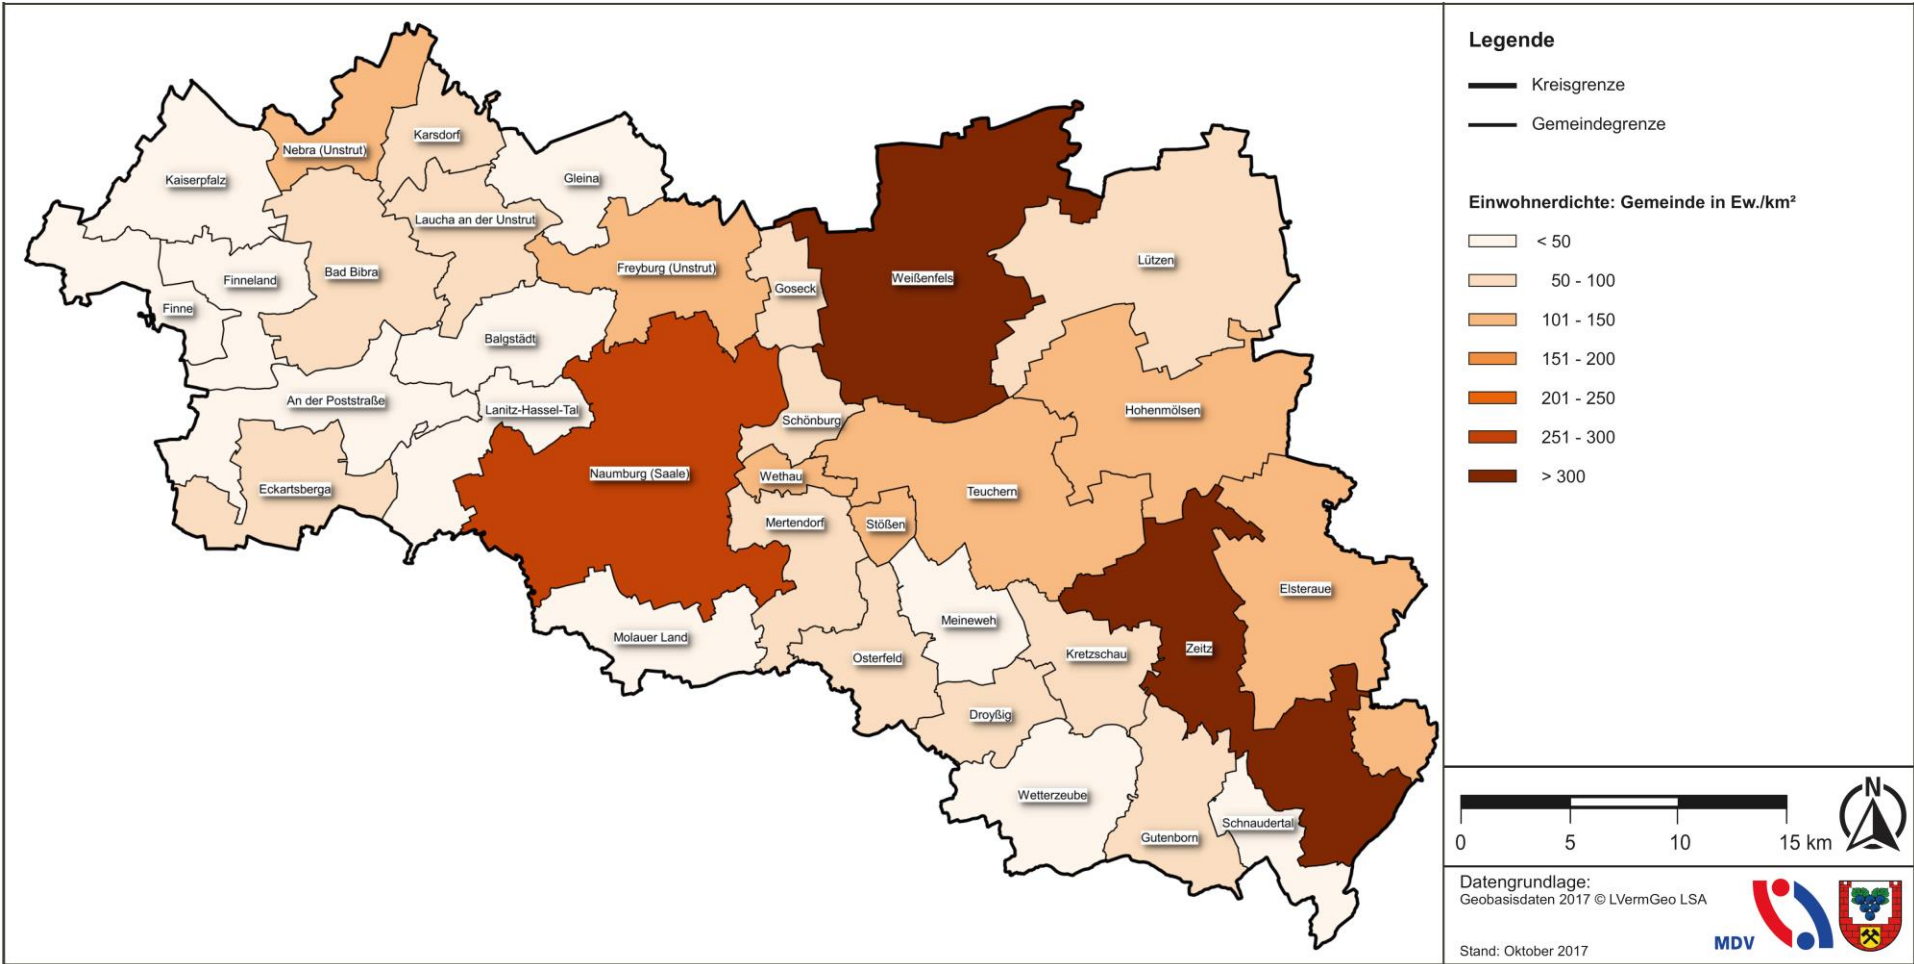 Nebra (Unstrut)
Karsdorf
Kaiserpfalz
Gleina
Laucha an der Unstrut
Finneland
Bad Bibra
Freyburg (Unstrut)
Goseck
Weißenfels
Lützen
Finne
Balgstädt
An der Poststraße
Lanitz-Hassel-Tal
Schönburg
Hohenmölsen
Eckartsberga
Naumburg (Saale)
Wethau
Teuchern
Mertendorf
Stößen
Elsteraue
Molauer Land
Meineweh
Osterfeld
Kretzschau
Zeitz
Droyßig
Wetterzeube
Gutenborn
Schnaudertal
Legende
Kreisgrenze
Gemeindegrenze
Einwohnerdichte: Gemeinde in Ew./km²
< 50
50 - 100
101 - 150
151 - 200
201 - 250
251 - 300
> 300
N
0 5 10 15 km
Datengrundlage:
Geobasisdaten 2017 © LVermGeo LSA
Stand: Oktober 2017
MDV